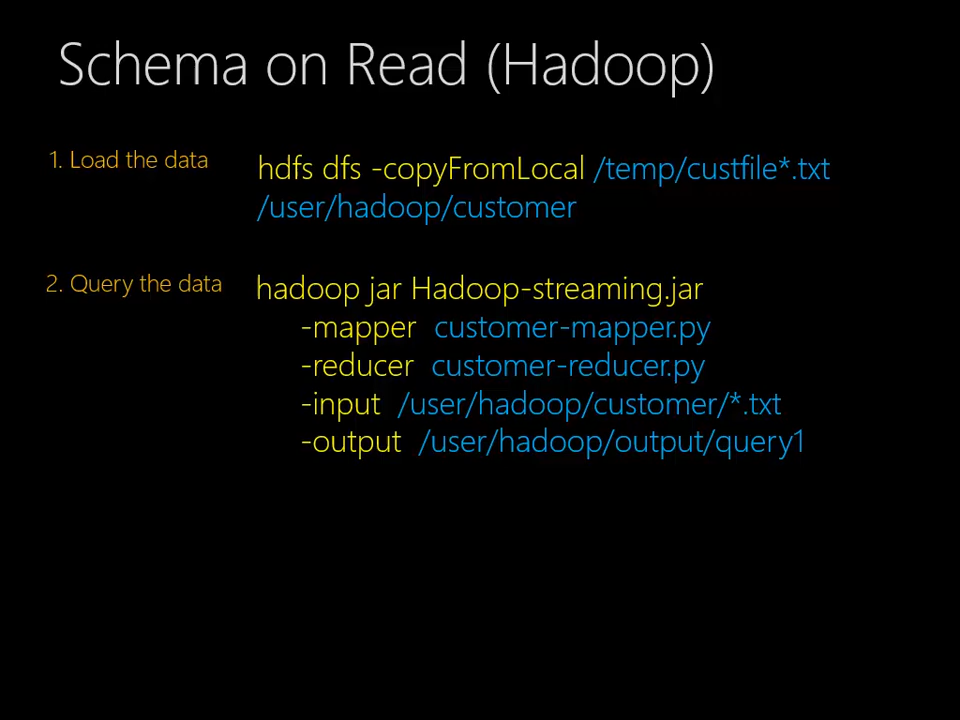 Schema on Read (Hadoop)
1. Load the data
hdfs dfs -copyFromLocal /temp/custfile*.txt
/user/hadoop/customer
2. Query the data
hadoop jar Hadoop-streaming.jar
-mapper customer-mapper.py
-reducer customer-reducer.py
-input /user/hadoop/customer/*.txt
-output /user/hadoop/output/query1